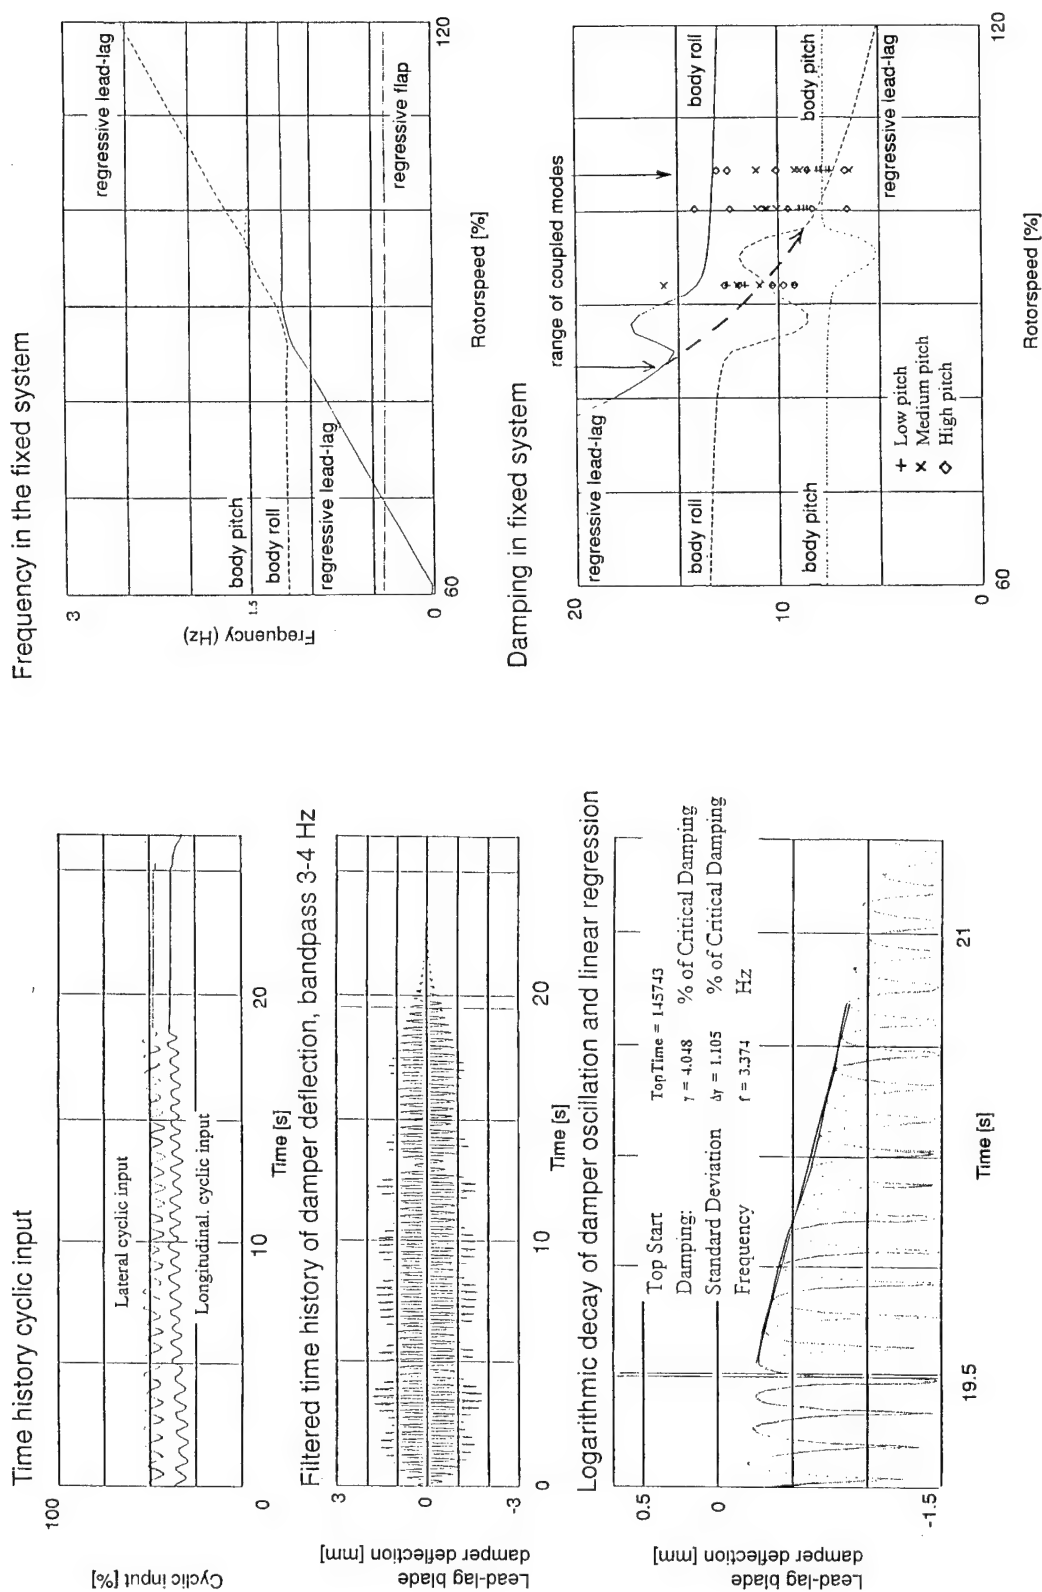 Time history cyclic input
100
0
Cyclic input [%]
Lateral cyclic input
Longitudinal. cyclic input
10
20
Time [s]
Filtered time history of damper deflection, bandpass 3-4 Hz
3
0
-3
Lead-lag blade
damper deflection [mm]
0
10
20
Time [s]
Logarithmic decay of damper oscillation and linear regression
0.5
0
-1.5
Lead-lag blade
damper deflection [mm]
Top Start TopTime = 145743
Dampung: γ = 4.048 % of Critical Damping
Standard Deviation Δγ = 1.105 % of Critical Damping
Frequency f = 3.374 Hz
19.5
21
Time [s]
Frequency in the fixed system
3
1.5
0
Frequency (Hz)
regressive lead-lag
body pitch
body roll
regressive lead-lag
regressive flap
60
120
Rotorspeed [%]
Damping in fixed system
20
10
0
range of coupled modes
regressive lead-lag
body roll
body roll
body pitch
body pitch
regressive lead-lag
+ Low pitch
× Medium pitch
◇ High pitch
60
120
Rotorspeed [%]